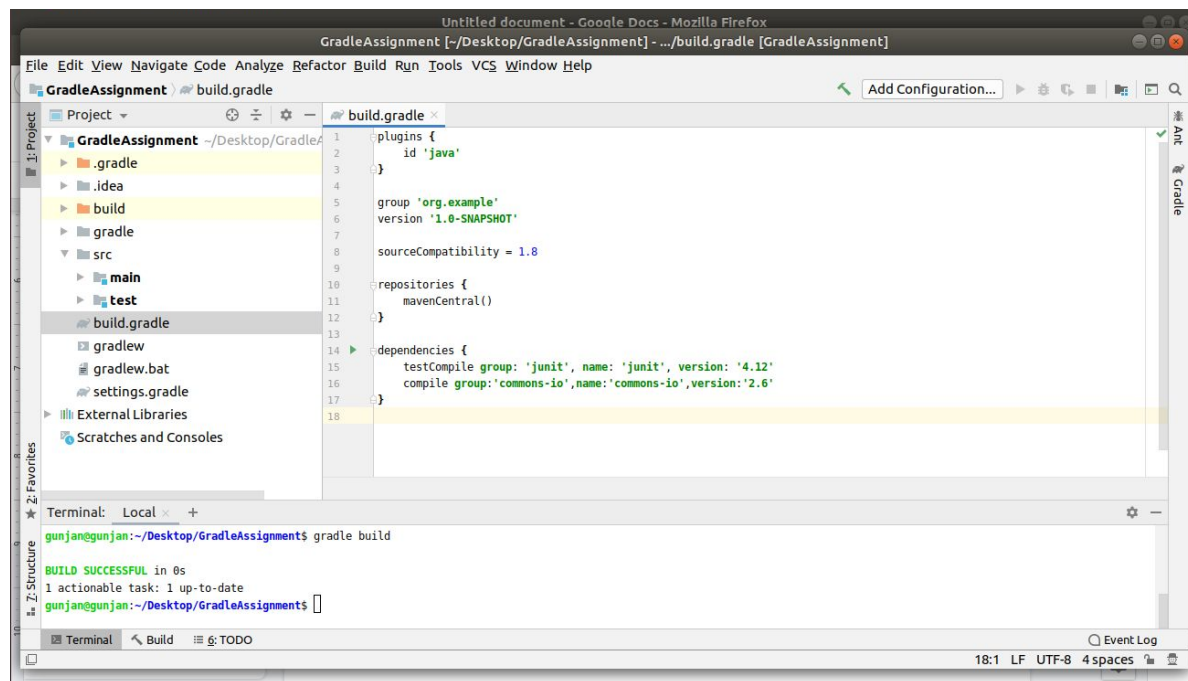 Untitled document - Google Docs - Mozilla Firefox
GradleAssignment [~/Desktop/GradleAssignment] - .../build.gradle [GradleAssignment]
File Edit View Navigate Code Analyze Refactor Build Run Tools VCS Window Help
GradleAssignment build.gradle
Add Configuration...
1: Project
Project
GradleAssignment ~/Desktop/GradleA
.gradle
.idea
build
gradle
src
main
test
build.gradle
gradlew
gradlew.bat
settings.gradle
External Libraries
Scratches and Consoles
build.gradle
1 plugins {
2 id 'java'
3 }
4
5 group 'org.example'
6 version '1.0-SNAPSHOT'
7
8 sourceCompatibility = 1.8
9
10 repositories {
11 mavenCentral()
12 }
13
14 dependencies {
15 testCompile group: 'junit', name: 'junit', version: '4.12'
16 compile group:'commons-io',name:'commons-io',version:'2.6'
17 }
18
Ant
Gradle
2: Favorites
7: Structure
Terminal: Local × +
gunjan@gunjan:~/Desktop/GradleAssignment$ gradle build
BUILD SUCCESSFUL in 0s
1 actionable task: 1 up-to-date
gunjan@gunjan:~/Desktop/GradleAssignment$
Terminal Build 6: TODO Event Log
18:1 LF UTF-8 4 spaces